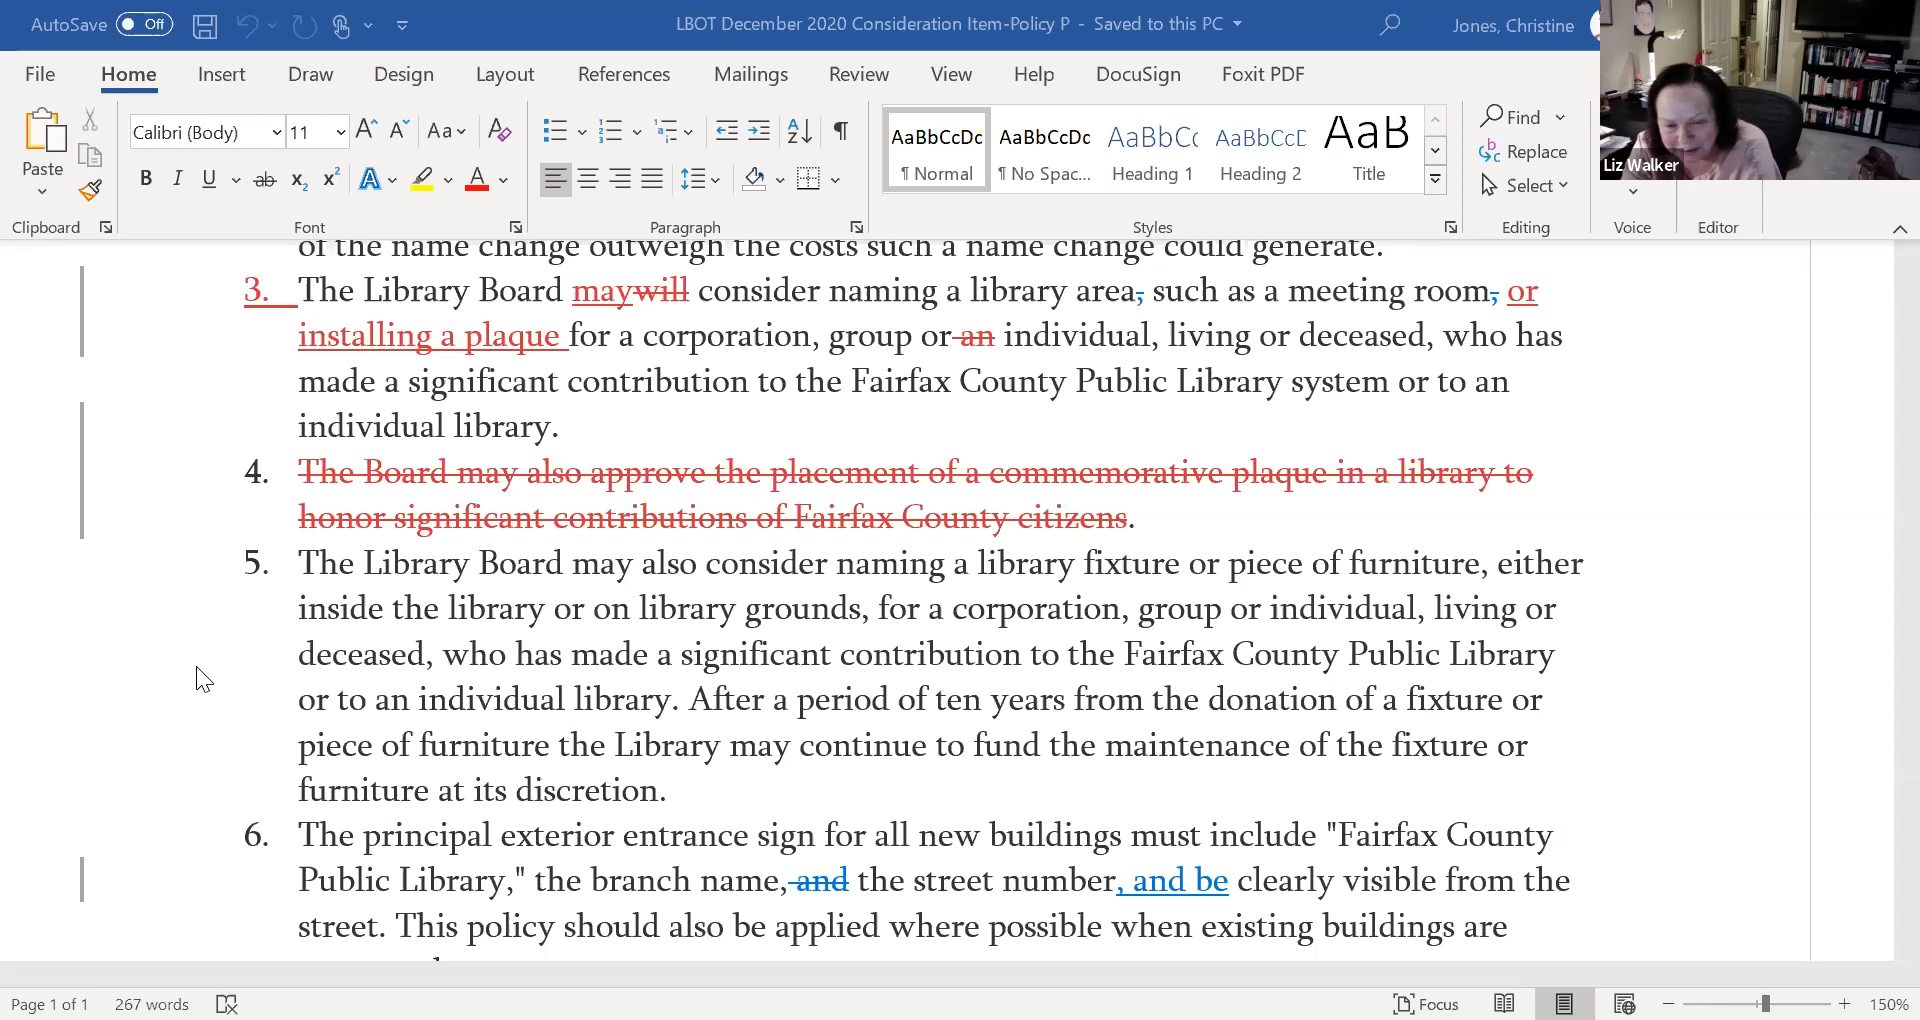 AutoSave Off LBOT December 2020 Consideration Item-Policy P - Saved to this PC Jones, Christine
File Home Insert Draw Design Layout References Mailings Review View Help DocuSign Foxit PDF
Paste
Clipboard
Calibri (Body) 11
Font
Paragraph
AaBbCcDc AaBbCcDc AaBbCc AaBbCcD AaB
¶ Normal ¶ No Spac... Heading 1 Heading 2 Title
Styles
Find
Replace
Select
Editing
Voice
Editor
Liz Walker
of the name change outweigh the costs such a name change could generate.
3. The Library Board maywill consider naming a library area, such as a meeting room, or
installing a plaque for a corporation, group or an individual, living or deceased, who has
made a significant contribution to the Fairfax County Public Library system or to an
individual library.
4. The Board may also approve the placement of a commemorative plaque in a library to
honor significant contributions of Fairfax County citizens.
5. The Library Board may also consider naming a library fixture or piece of furniture, either
inside the library or on library grounds, for a corporation, group or individual, living or
deceased, who has made a significant contribution to the Fairfax County Public Library
or to an individual library. After a period of ten years from the donation of a fixture or
piece of furniture the Library may continue to fund the maintenance of the fixture or
furniture at its discretion.
6. The principal exterior entrance sign for all new buildings must include "Fairfax County
Public Library," the branch name, and the street number, and be clearly visible from the
street. This policy should also be applied where possible when existing buildings are
Page 1 of 1 267 words Focus 150%